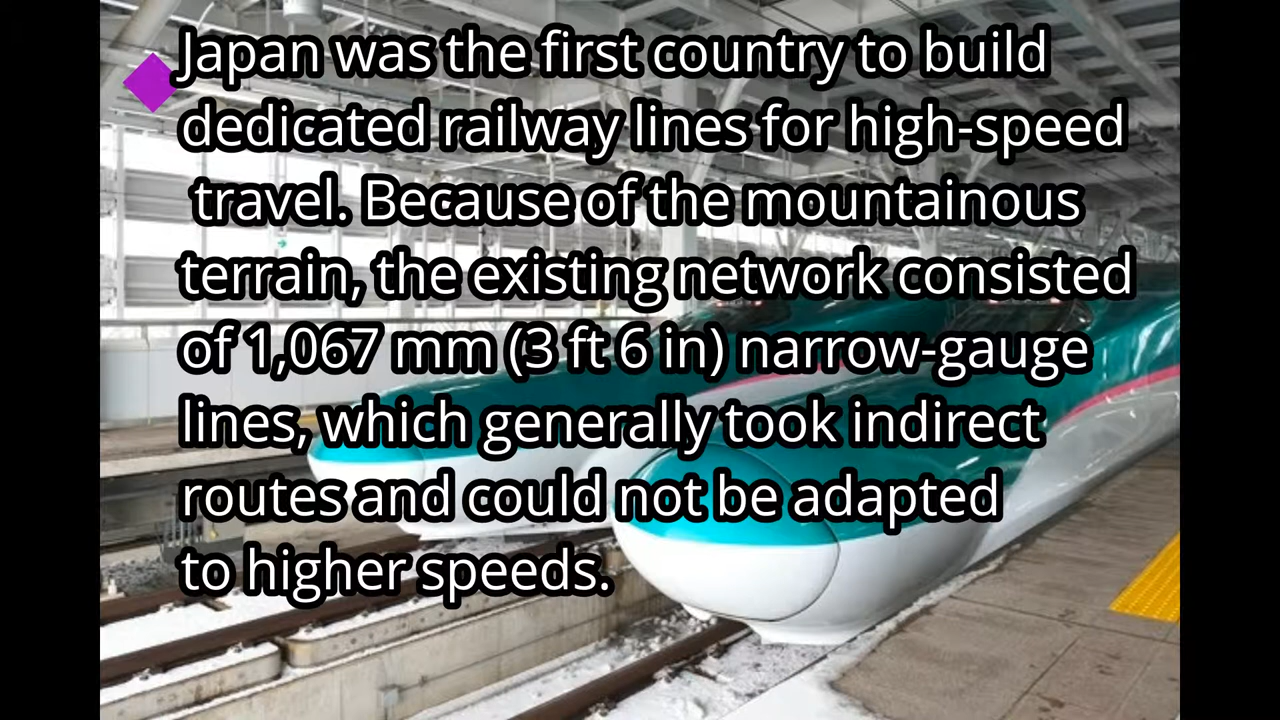 Japan was the first country to build
dedicated railway lines for high-speed
travel. Because of the mountainous
terrain, the existing network consisted
of 1,067 mm (3 ft 6 in) narrow-gauge
lines, which generally took indirect
routes and could not be adapted
to higher speeds.